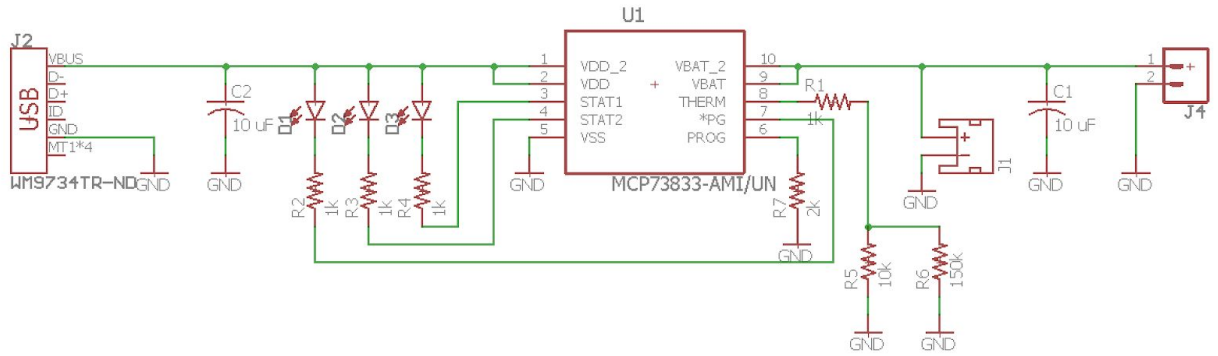 U1
J2
VBUS
D-
D+
ID
GND
MT1*4
USB
WM9734TR-ND
GND
C2
10 uF
GND
D1
D2
D3
R2
1k
R3
1k
R4
1k
1
2
3
4
5
VDD_2
VDD
STAT1
STAT2
VSS
+
VBAT_2
VBAT
THERM
*PG
PROG
10
9
8
7
6
MCP73833-AMI/UN
GND
R1
1k
R7
2k
GND
R5
10k
GND
R6
150k
GND
+
J1
GND
C1
10 uF
GND
1
2
+
J4
GND